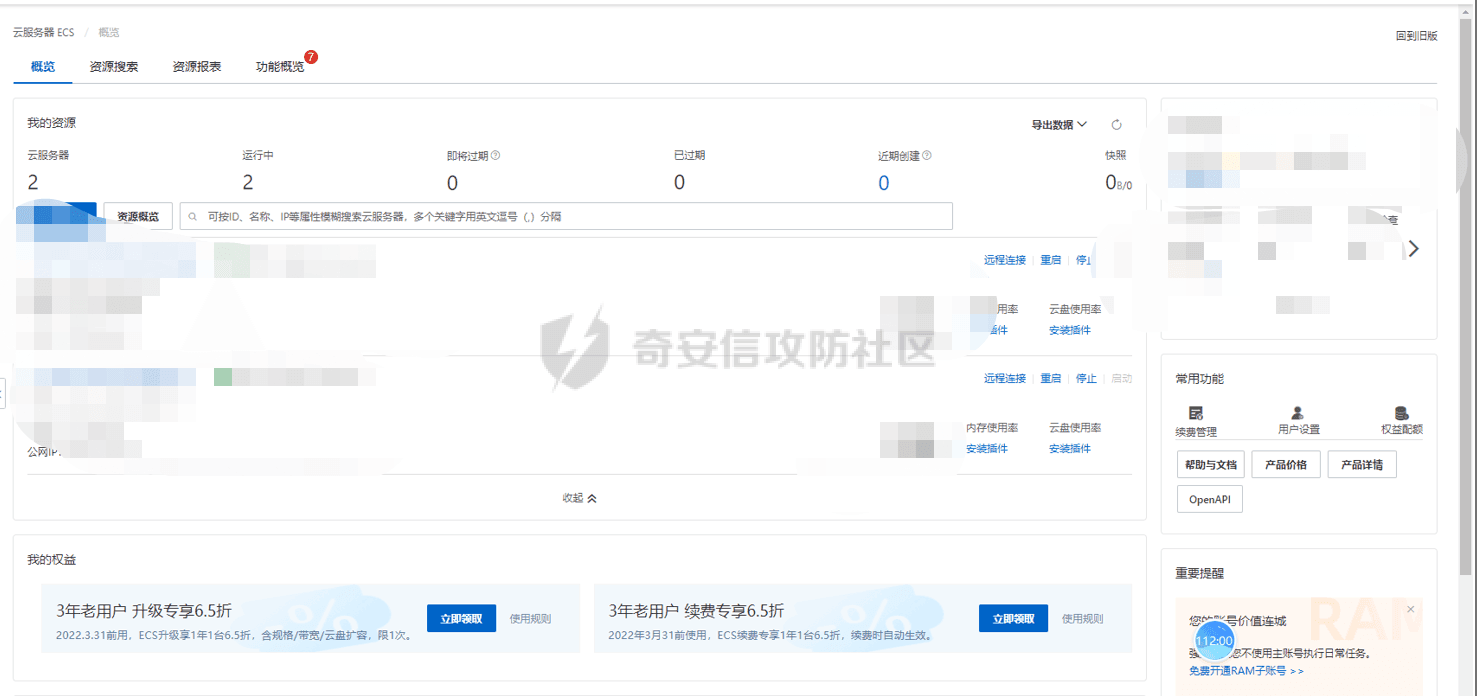 云服务器 ECS / 概览
回到旧版
概览 资源搜索 资源报表 功能概览 7
我的资源
导出数据
云服务器 运行中 即将过期 已过期 近期创建 快照
2 2 0 0 0 08/0
资源概览 可按ID、名称、IP等属性模糊搜索云服务器，多个关键字用英文逗号（,）分隔
查
远程连接 重启 停止
用率 云盘使用率
插件 安装插件
奇安信攻防社区
远程连接 重启 停止 启动
内存使用率 云盘使用率
安装插件 安装插件
公网IP
收起
常用功能
续费管理 用户设置 权益配额
帮助与文档 产品价格 产品详情
OpenAPI
我的权益
3年老用户 升级专享6.5折
2022.3.31前用，ECS升级享1年1台6.5折，含规格/带宽/云盘扩容，限1次。
立即领取 使用规则
3年老用户 续费专享6.5折
2022年3月31前使用，ECS续费专享1年1台6.5折，续费时自动生效。
立即领取 使用规则
重要提醒
RAM
账号价值连城
112:00
您不使用主账号执行日常任务。
免费开通RAM子账号 >>